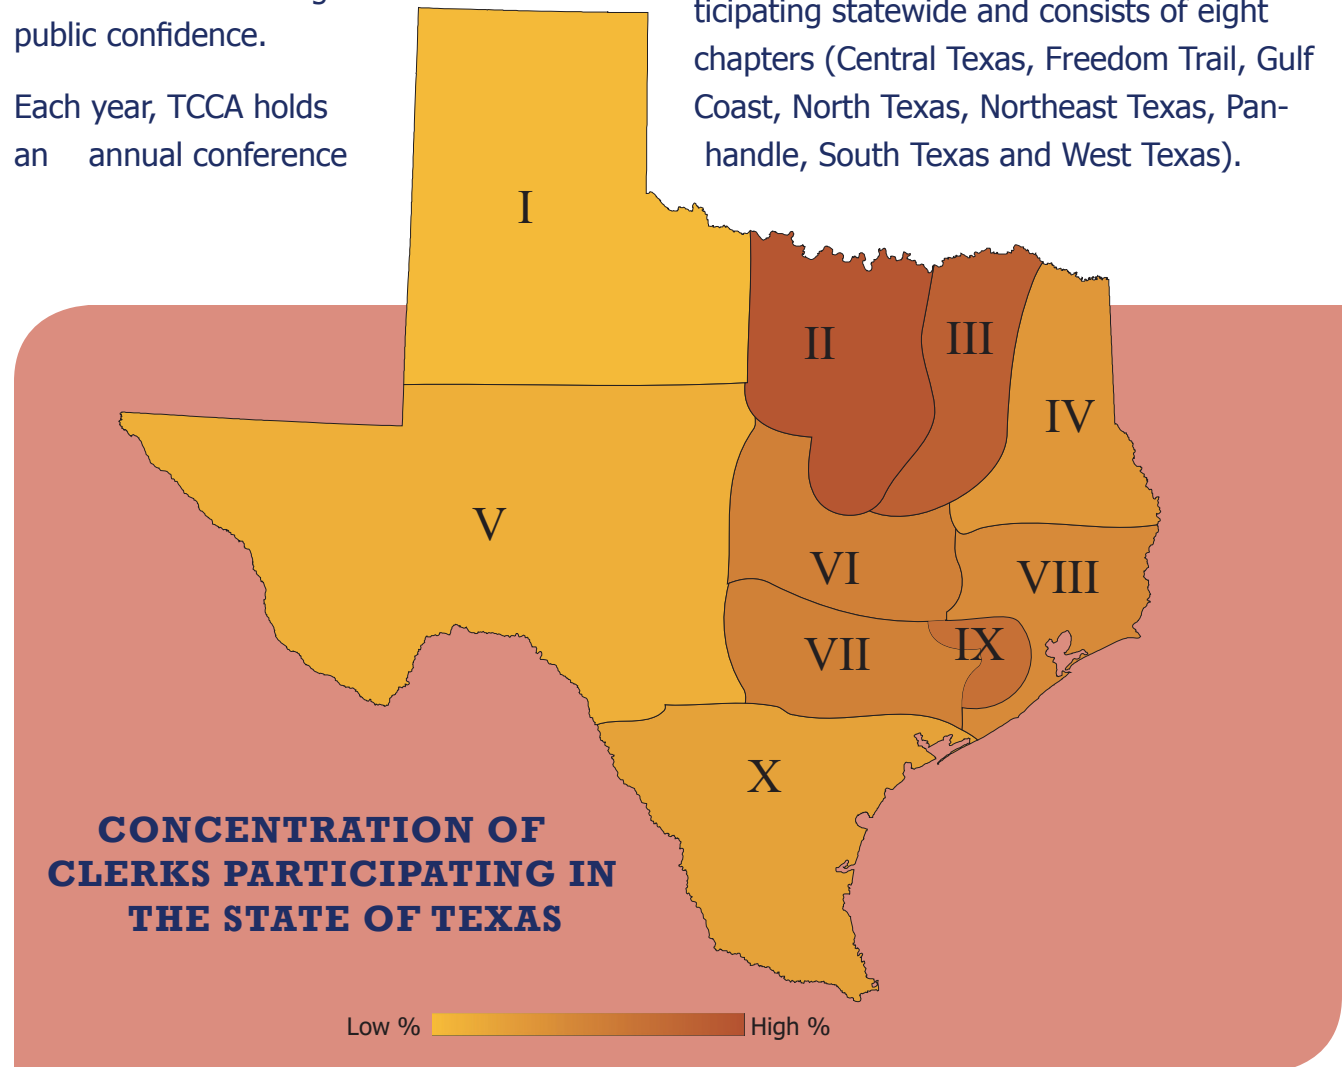 public confidence.
Each year, TCCA holds
an annual conference
ticipating statewide and consists of eight
chapters (Central Texas, Freedom Trail, Gulf
Coast, North Texas, Northeast Texas, Pan-
handle, South Texas and West Texas).
I
II
III
IV
V
VI
VIII
VII
IX
X
CONCENTRATION OF
CLERKS PARTICIPATING IN
THE STATE OF TEXAS
Low %
High %